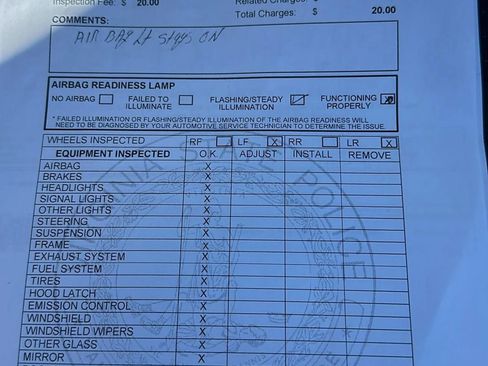 Inspection Fee: $ 20.00
Related Charges: $
Total Charges: $ 20.00
COMMENTS:
AIR BAG Lt STAYS ON
AIRBAG READINESS LAMP
NO AIRBAG FAILED TO ILLUMINATE FLASHING/STEADY ILLUMINATION FUNCTIONING PROPERLY X
* FAILED ILLUMINATION OR FLASHING/STEADY ILLUMINATION OF THE AIRBAG READINESS WILL
NEED TO BE DIAGNOSED BY YOUR AUTOMOTIVE SERVICE TECHNICIAN TO DETERMINE THE ISSUE.
WHEELS INSPECTED RF LF X RR LR X
EQUIPMENT INSPECTED O.K. ADJUST INSTALL REMOVE
AIRBAG X
BRAKES X
HEADLIGHTS X
SIGNAL LIGHTS X
OTHER LIGHTS X
STEERING X
SUSPENSION X
FRAME X
EXHAUST SYSTEM X
FUEL SYSTEM X
TIRES X
HOOD LATCH X
EMISSION CONTROL X
WINDSHIELD X
WINDSHIELD WIPERS X
OTHER GLASS X
MIRROR X
VIRGINIA STATE POLICE